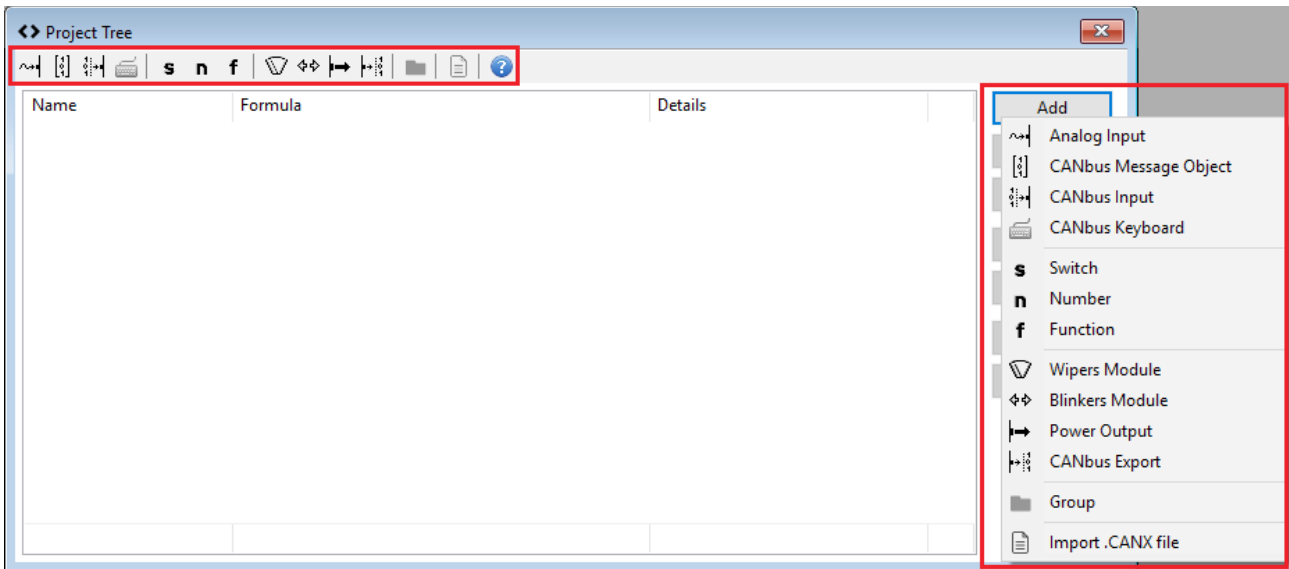 Project Tree
s n f ?
Name Formula Details
Add
Analog Input
CANbus Message Object
CANbus Input
CANbus Keyboard
s Switch
n Number
f Function
Wipers Module
Blinkers Module
Power Output
CANbus Export
Group
Import .CANX file